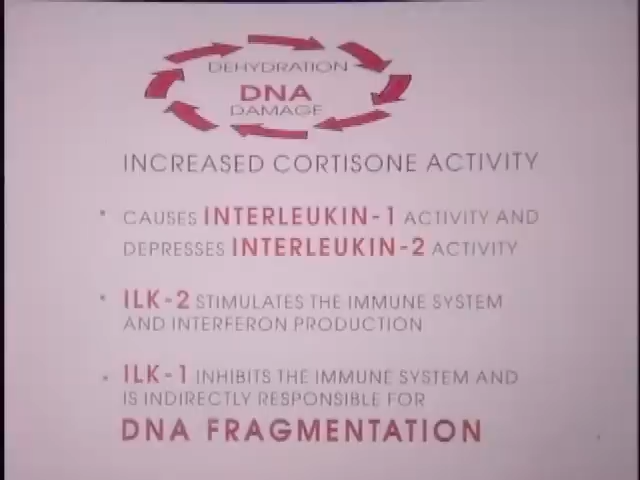 DEHYDRATION
DNA
DAMAGE
INCREASED CORTISONE ACTIVITY
• CAUSES INTERLEUKIN-1 ACTIVITY AND
DEPRESSES INTERLEUKIN-2 ACTIVITY
• ILK-2 STIMULATES THE IMMUNE SYSTEM
AND INTERFERON PRODUCTION
• ILK-1 INHIBITS THE IMMUNE SYSTEM AND
IS INDIRECTLY RESPONSIBLE FOR
DNA FRAGMENTATION